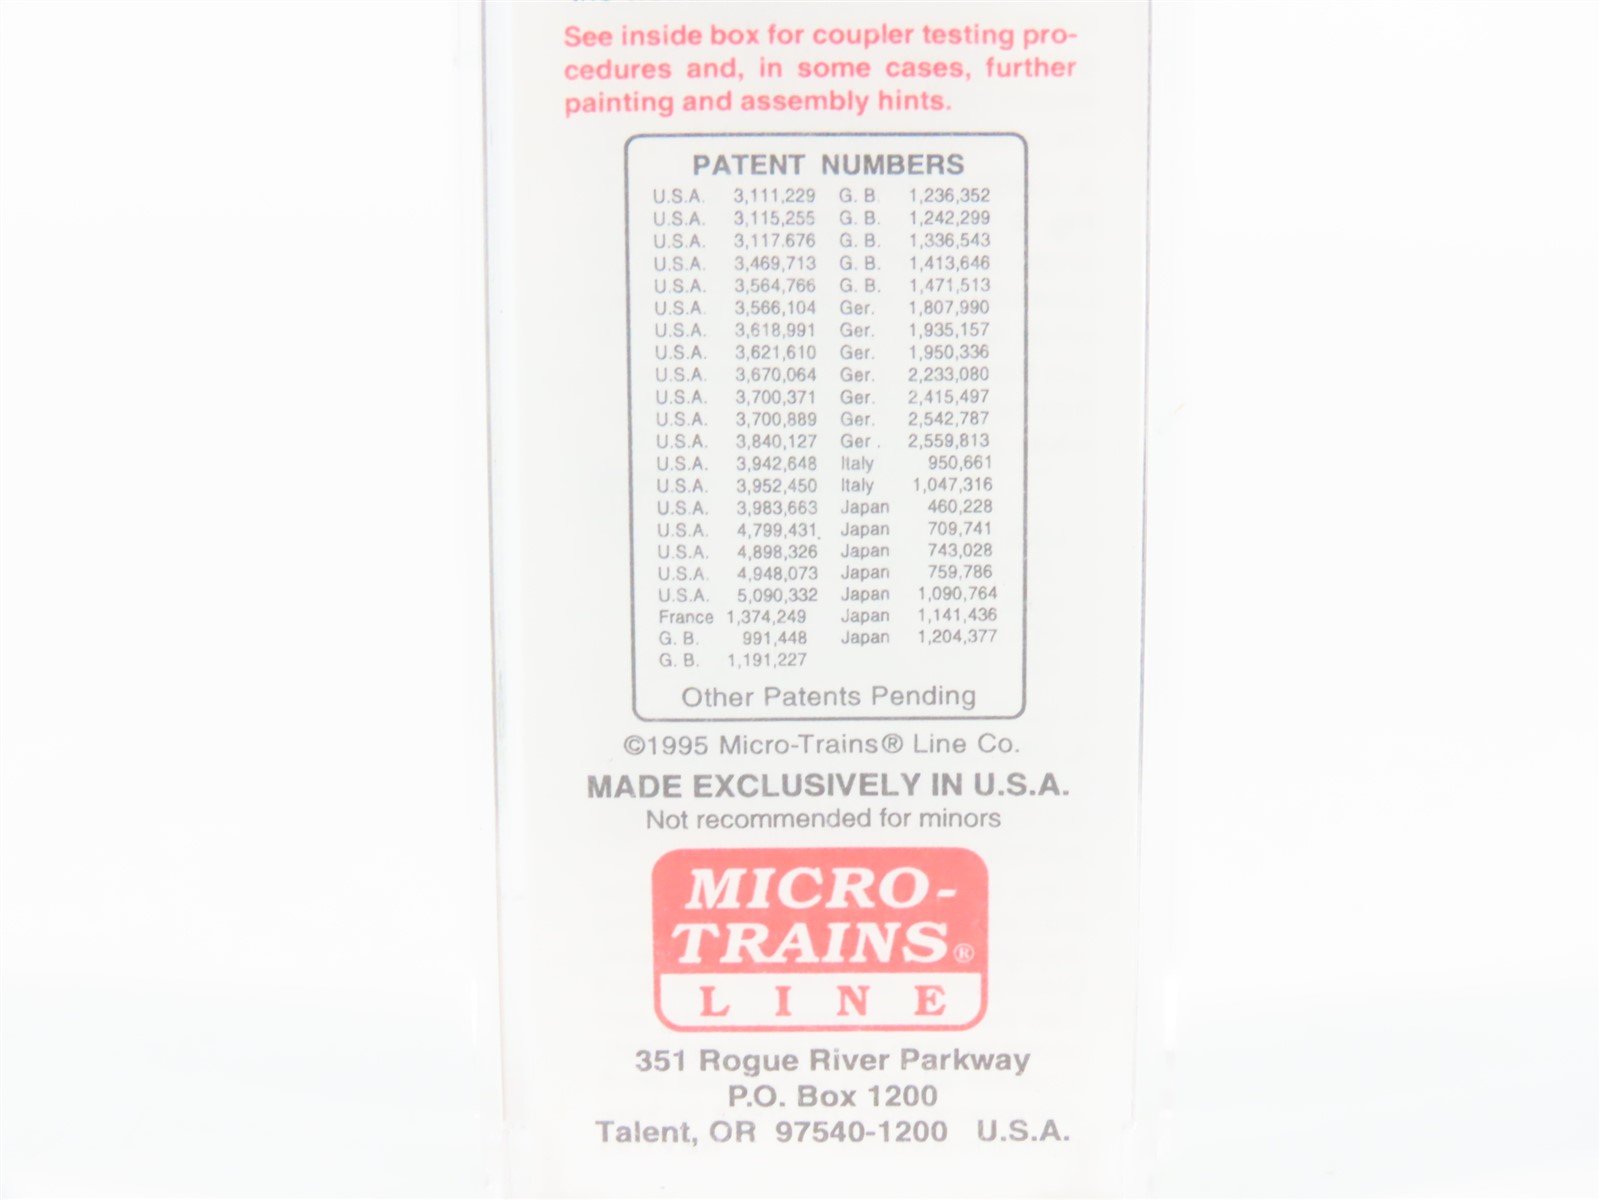 See inside box for coupler testing pro-
cedures and, in some cases, further
painting and assembly hints.
PATENT NUMBERS
U.S.A. 3,111,229 G. B. 1,236,352
U.S.A. 3,115,255 G. B. 1,242,299
U.S.A. 3,117,676 G. B. 1,336,543
U.S.A. 3,469,713 G. B. 1,413,646
U.S.A. 3,564,766 G. B. 1,471,513
U.S.A. 3,566,104 Ger. 1,807,990
U.S.A. 3,618,991 Ger. 1,935,157
U.S.A. 3,621,610 Ger. 1,950,336
U.S.A. 3,670,064 Ger. 2,233,080
U.S.A. 3,700,371 Ger. 2,415,497
U.S.A. 3,700,889 Ger. 2,542,787
U.S.A. 3,840,127 Ger. 2,559,813
U.S.A. 3,942,648 Italy 950,661
U.S.A. 3,952,450 Italy 1,047,316
U.S.A. 3,983,663 Japan 460,228
U.S.A. 4,799,431 Japan 709,741
U.S.A. 4,898,326 Japan 743,028
U.S.A. 4,948,073 Japan 759,786
U.S.A. 5,090,332 Japan 1,090,764
France 1,374,249 Japan 1,141,436
G. B. 991,448 Japan 1,204,377
G. B. 1,191,227
Other Patents Pending
©1995 Micro-Trains® Line Co.
MADE EXCLUSIVELY IN U.S.A.
Not recommended for minors
MICRO-
TRAINS®
LINE
351 Rogue River Parkway
P.O. Box 1200
Talent, OR 97540-1200 U.S.A.